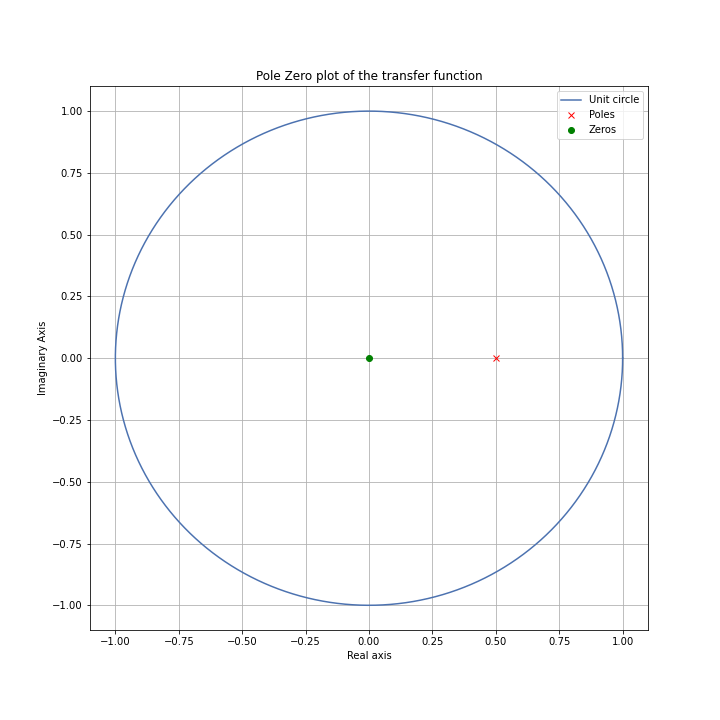 Pole Zero plot of the transfer function
Unit circle
Poles
Zeros
1.00
0.75
0.50
0.25
0.00
−0.25
−0.50
−0.75
−1.00
Imaginary Axis
−1.00 −0.75 −0.50 −0.25 0.00 0.25 0.50 0.75 1.00
Real axis